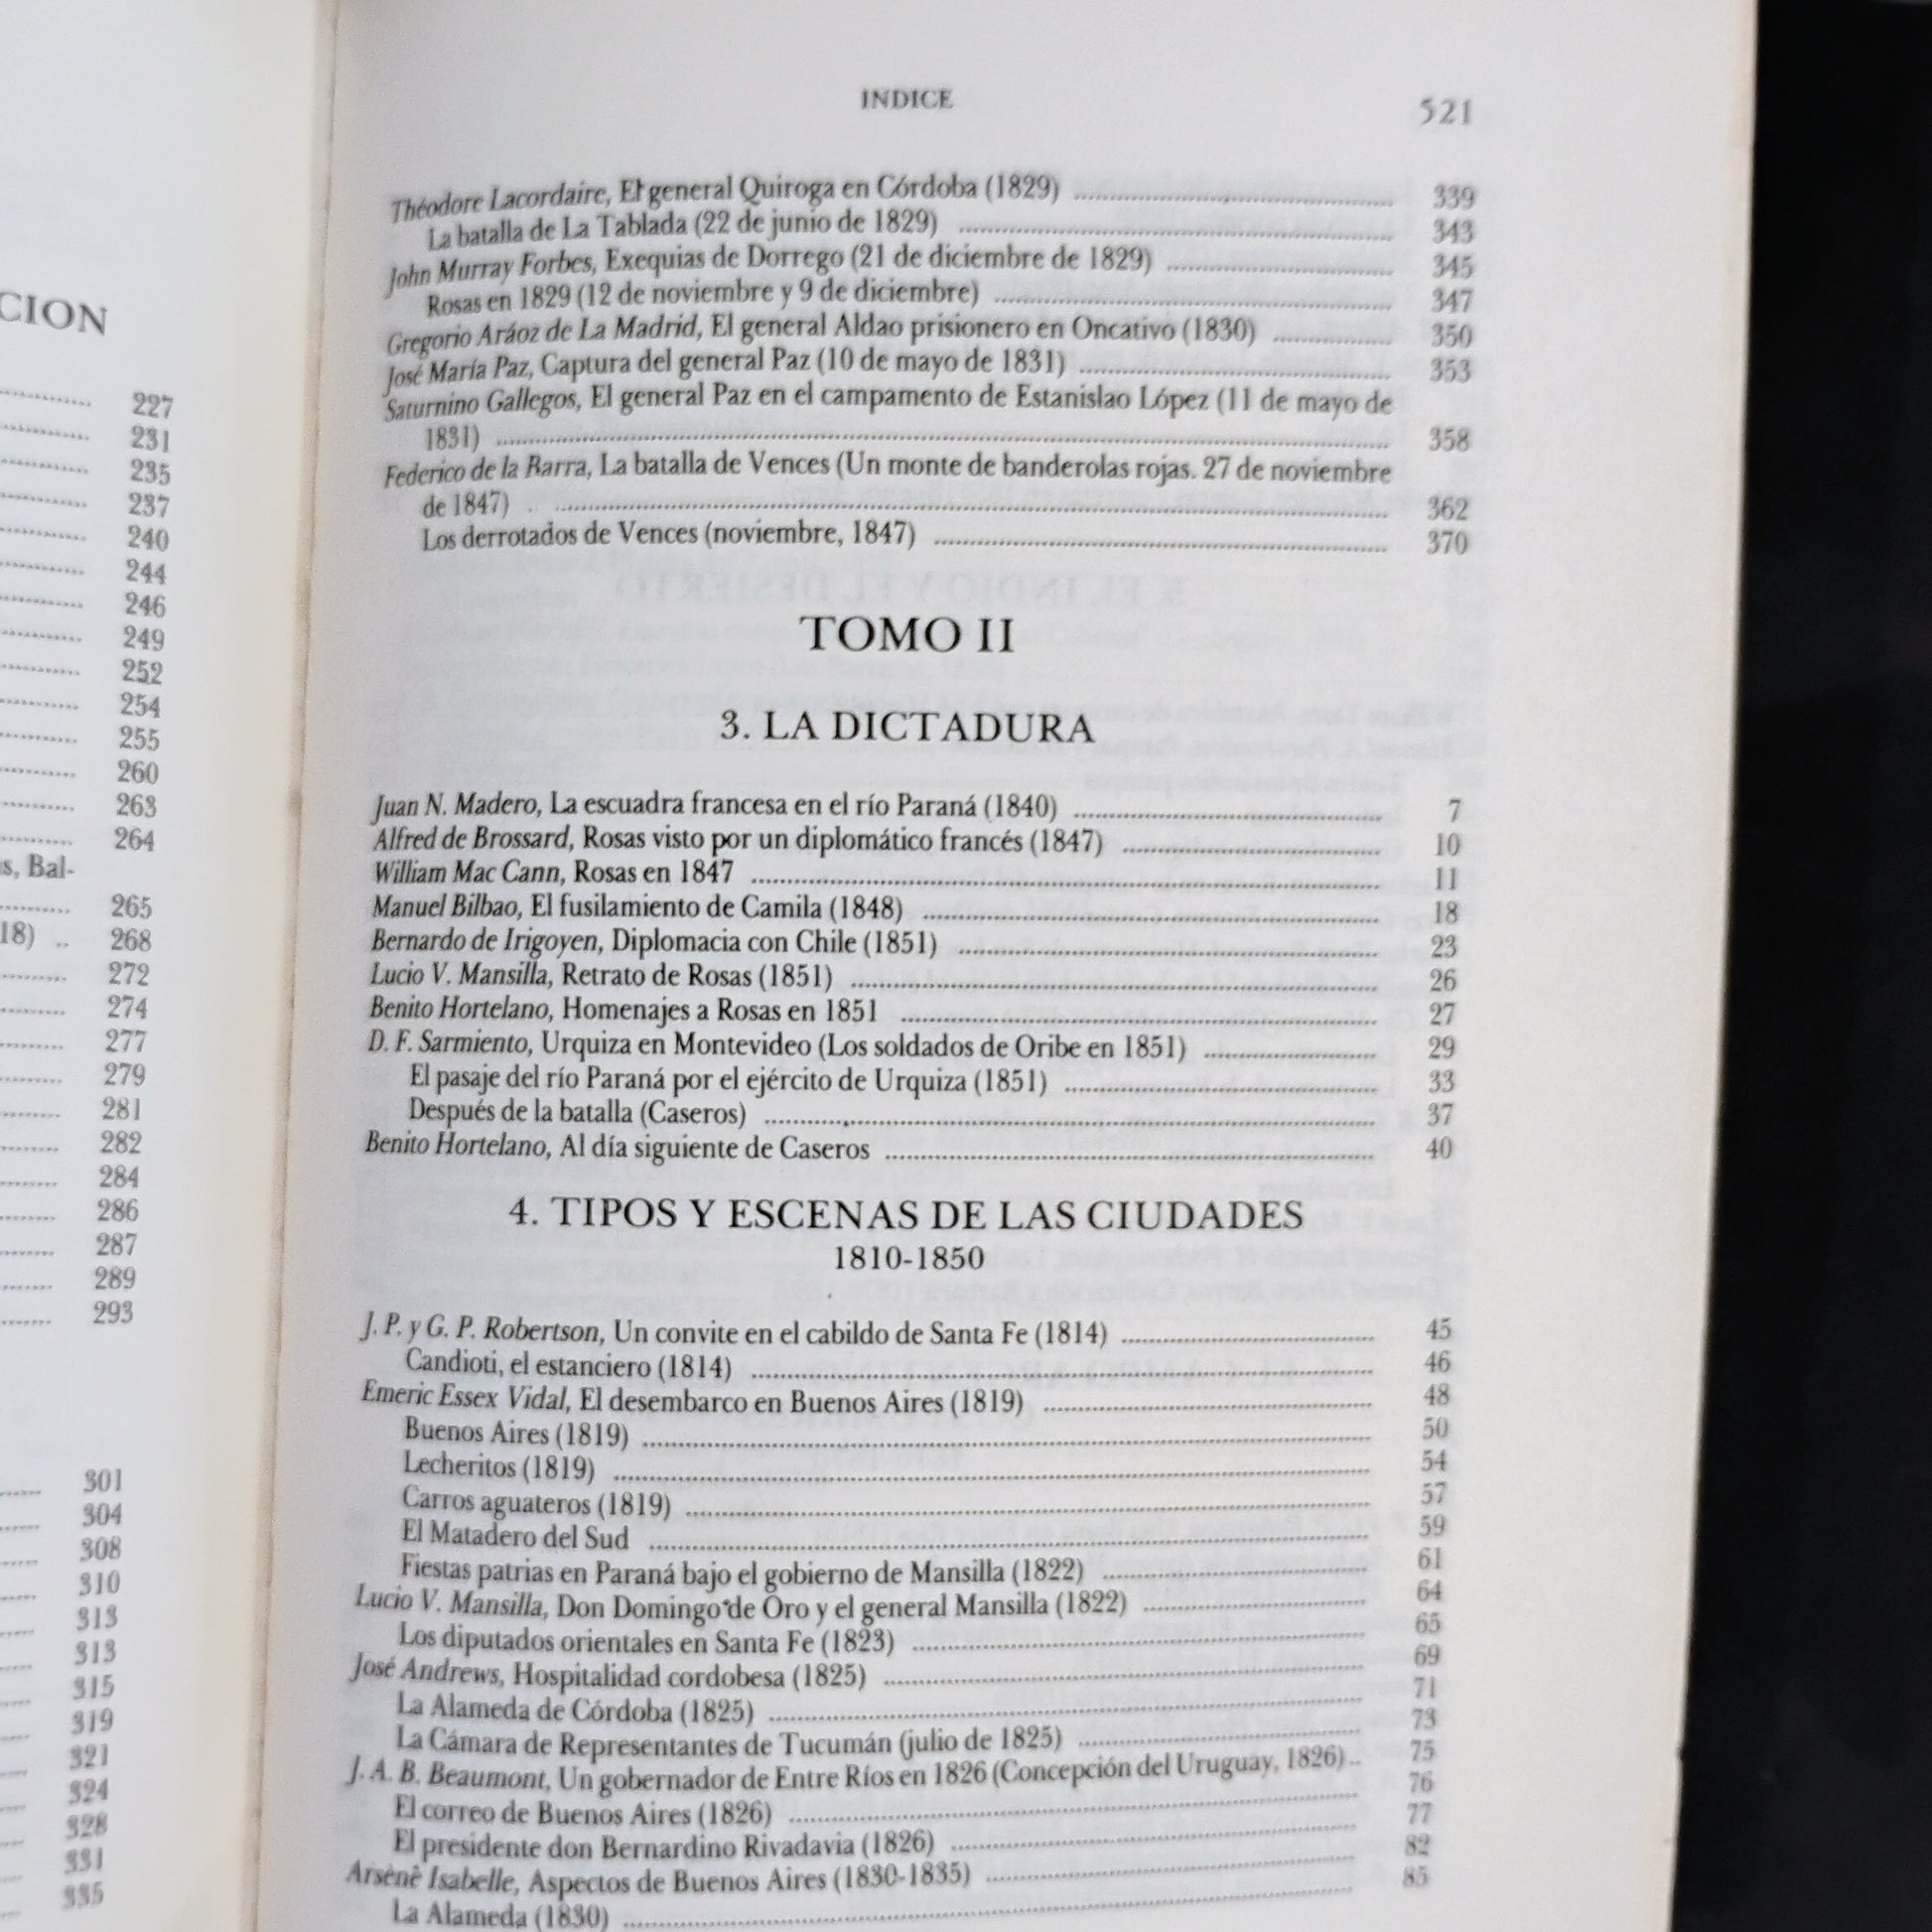 CION
227
231
235
237
240
244
246
249
252
254
255
260
263
264
s, Bal-
265
18) .. 268
272
274
277
279
281
282
284
286
287
289
293
301
304
308
310
313
313
315
319
321
324
328
331
335
INDICE 521
Théodore Lacordaire, El general Quiroga en Córdoba (1829) 339
La batalla de La Tablada (22 de junio de 1829) 343
John Murray Forbes, Exequias de Dorrego (21 de diciembre de 1829) 345
Rosas en 1829 (12 de noviembre y 9 de diciembre) 347
Gregorio Aráoz de La Madrid, El general Aldao prisionero en Oncativo (1830) 350
José María Paz, Captura del general Paz (10 de mayo de 1831) 353
Saturnino Gallegos, El general Paz en el campamento de Estanislao López (11 de mayo de
1831) 358
Federico de la Barra, La batalla de Vences (Un monte de banderolas rojas. 27 de noviembre
de 1847) 362
Los derrotados de Vences (noviembre, 1847) 370
TOMO II
3. LA DICTADURA
Juan N. Madero, La escuadra francesa en el río Paraná (1840) 7
Alfred de Brossard, Rosas visto por un diplomático francés (1847) 10
William Mac Cann, Rosas en 1847 11
Manuel Bilbao, El fusilamiento de Camila (1848) 18
Bernardo de Irigoyen, Diplomacia con Chile (1851) 23
Lucio V. Mansilla, Retrato de Rosas (1851) 26
Benito Hortelano, Homenajes a Rosas en 1851 27
D. F. Sarmiento, Urquiza en Montevideo (Los soldados de Oribe en 1851) 29
El pasaje del río Paraná por el ejército de Urquiza (1851) 33
Después de la batalla (Caseros) 37
Benito Hortelano, Al día siguiente de Caseros 40
4. TIPOS Y ESCENAS DE LAS CIUDADES
1810-1850
J. P. y G. P. Robertson, Un convite en el cabildo de Santa Fe (1814) 45
Candioti, el estanciero (1814) 46
Emeric Essex Vidal, El desembarco en Buenos Aires (1819) 48
Buenos Aires (1819) 50
Lecheritos (1819) 54
Carros aguateros (1819) 57
El Matadero del Sud 59
Fiestas patrias en Paraná bajo el gobierno de Mansilla (1822) 61
Lucio V. Mansilla, Don Domingo de Oro y el general Mansilla (1822) 64
Los diputados orientales en Santa Fe (1823) 65
José Andrews, Hospitalidad cordobesa (1825) 69
La Alameda de Córdoba (1825) 71
La Cámara de Representantes de Tucumán (julio de 1825) 73
J. A. B. Beaumont, Un gobernador de Entre Ríos en 1826 (Concepción del Uruguay, 1826) .. 75
El correo de Buenos Aires (1826) 76
El presidente don Bernardino Rivadavia (1826) 77
Arsènè Isabelle, Aspectos de Buenos Aires (1830-1835) 82
La Alameda (1830) 85